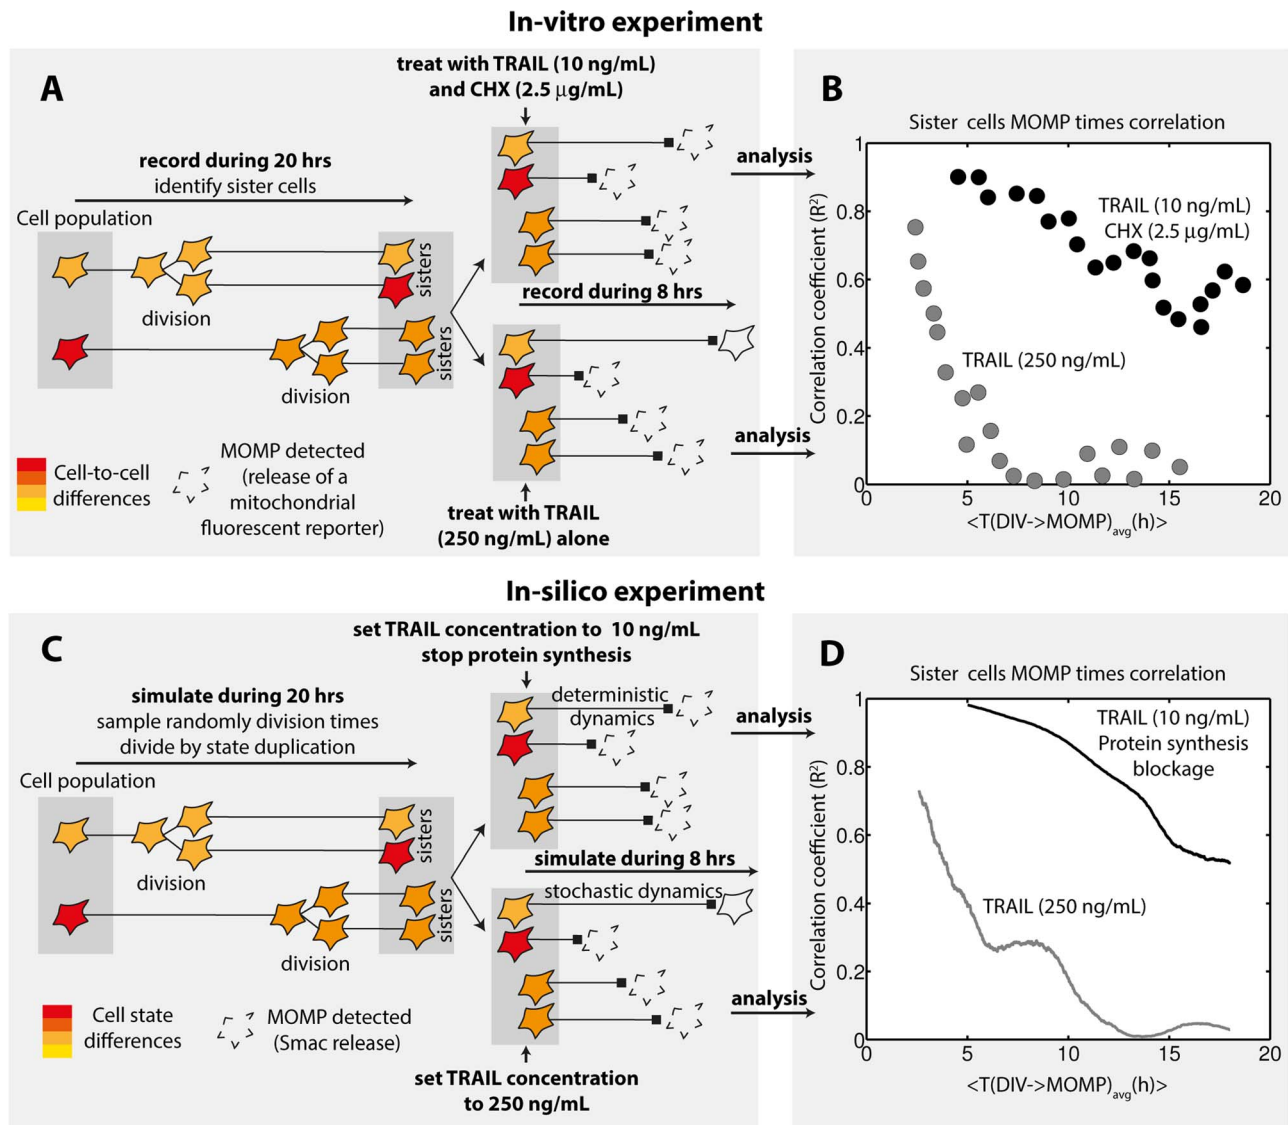 In-vitro experiment
A
treat with TRAIL (10 ng/mL)
and CHX (2.5 μg/mL)
record during 20 hrs
identify sister cells
Cell population
division
division
sisters
sisters
record during 8 hrs
analysis
analysis
Cell-to-cell
differences
MOMP detected
(release of a
mitochondrial
fluorescent reporter)
treat with TRAIL
(250 ng/mL) alone
B
Sister cells MOMP times correlation
Correlation coefficient (R²)
1
0.8
0.6
0.4
0.2
0
0 5 10 15 20
TRAIL (10 ng/mL)
CHX (2.5 μg/mL)
TRAIL (250 ng/mL)
<T(DIV->MOMP)avg(h)>
In-silico experiment
C
set TRAIL concentration to 10 ng/mL
stop protein synthesis
simulate during 20 hrs
sample randomly division times
divide by state duplication
Cell population
division
division
sisters
sisters
deterministic
dynamics
simulate during 8 hrs
stochastic dynamics
analysis
analysis
Cell state
differences
MOMP detected
(Smac release)
set TRAIL concentration
to 250 ng/mL
D
Sister cells MOMP times correlation
Correlation coefficient (R²)
1
0.8
0.6
0.4
0.2
0
0 5 10 15 20
TRAIL (10 ng/mL)
Protein synthesis
blockage
TRAIL (250 ng/mL)
<T(DIV->MOMP)avg(h)>